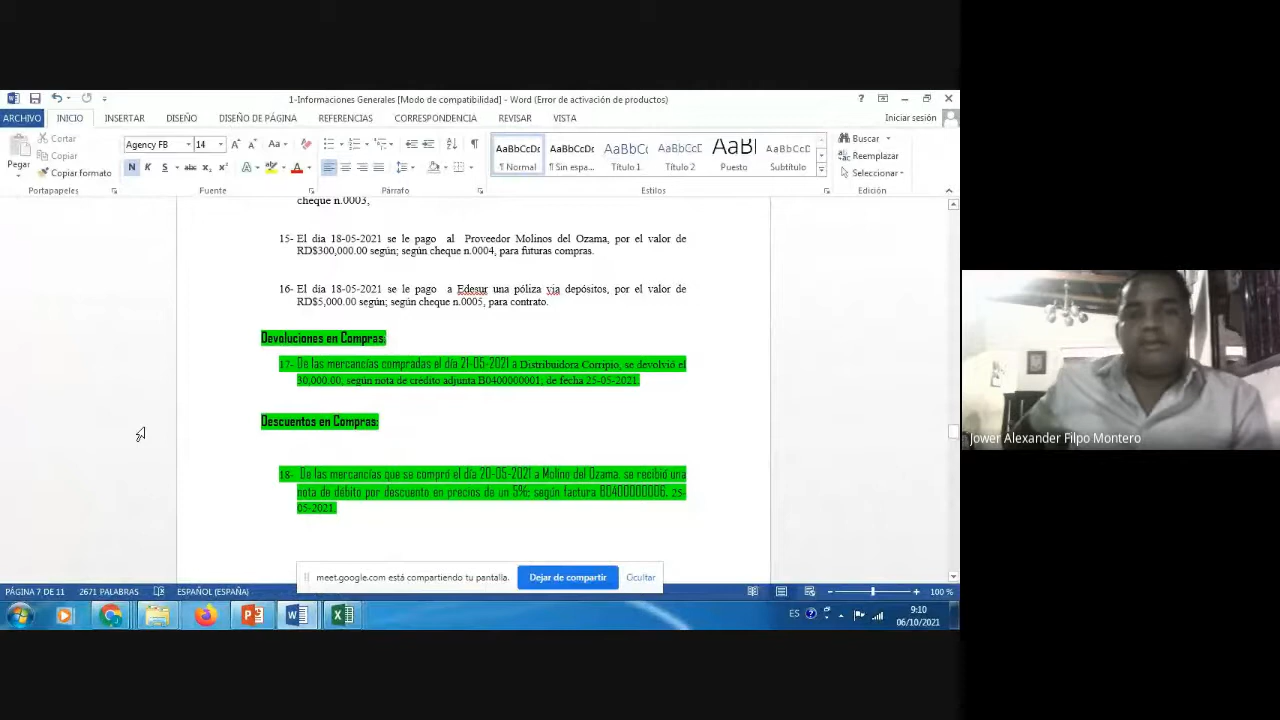 1-Informaciones Generales [Modo de compatibilidad] - Word (Error de activación de productos)
?
ARCHIVO INICIO INSERTAR DISEÑO DISEÑO DE PÁGINA REFERENCIAS CORRESPONDENCIA REVISAR VISTA Iniciar sesión
Pegar
Cortar
Copiar
Copiar formato
Portapapeles
Agency FB 14
N K S abc x₂ x²
Fuente
Párrafo
AaBbCcDc AaBbCcDc AaBbCc AaBbCcC AaBl AaBbCcD
¶ Normal ¶ Sin espa... Título 1 Título 2 Puesto Subtítulo
Estilos
Buscar
Reemplazar
Seleccionar
Edición
cheque n.0003,
15- El día 18-05-2021 se le pago al Proveedor Molinos del Ozama, por el valor de
RD$300,000.00 según; según cheque n.0004, para futuras compras.
16- El día 18-05-2021 se le pago a Edesur una póliza via depósitos, por el valor de
RD$5,000.00 según; según cheque n.0005, para contrato.
Devoluciones en Compras:
17- De las mercancías compradas el día 21-05-2021 a Distribuidora Corripio, se devolvió el
30,000.00, según nota de crédito adjunta B0400000001; de fecha 25-05-2021.
Descuentos en Compras:
18- De las mercancías que se compró el día 20-05-2021 a Molino del Ozama, se recibió una
nota de débito por descuento en precios de un 5%; según factura B0400000006. 25-
05-2021.
meet.google.com está compartiendo tu pantalla. Dejar de compartir Ocultar
PÁGINA 7 DE 11 2671 PALABRAS ESPAÑOL (ESPAÑA) 100 %
ES 9:10
06/10/2021
Jower Alexander Filpo Montero